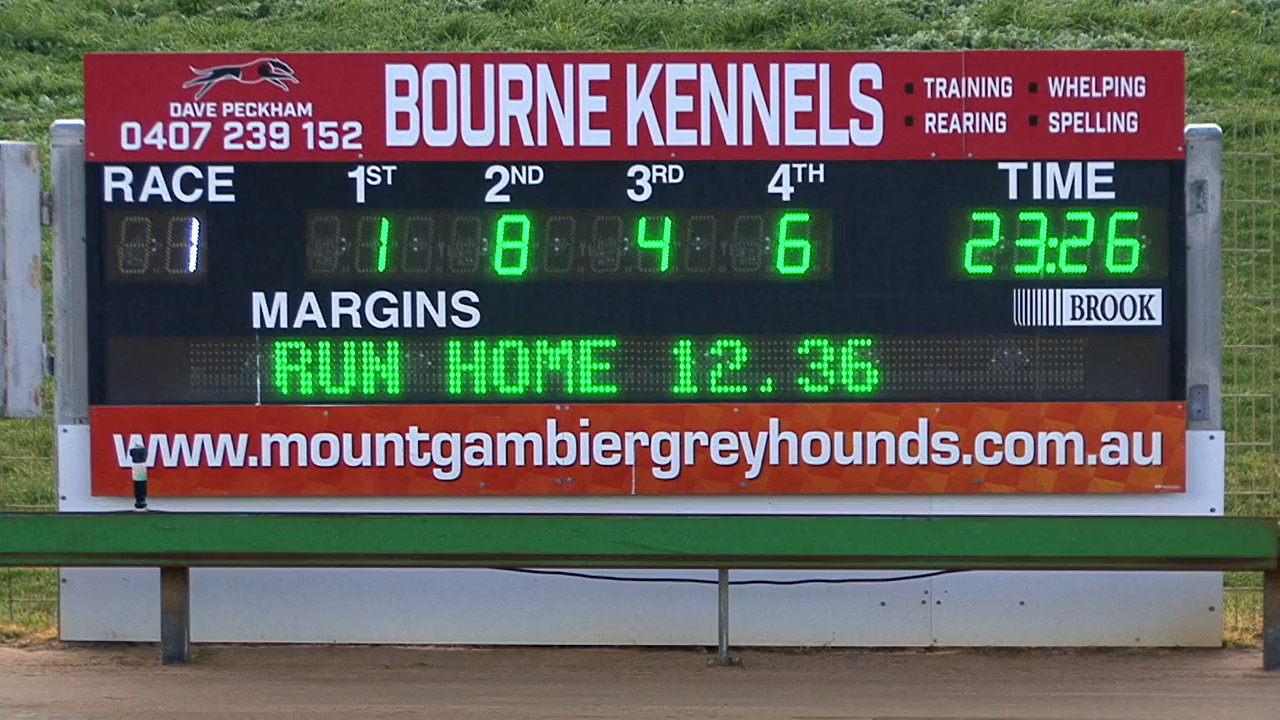 DAVE PECKHAM
0407 239 152
BOURNE KENNELS
TRAINING WHELPING
REARING SPELLING
RACE 1ST 2ND 3RD 4TH TIME
1 1 8 4 6 23:26
MARGINS
BROOK
RUN HOME 12.36
www.mountgambiergreyhounds.com.au